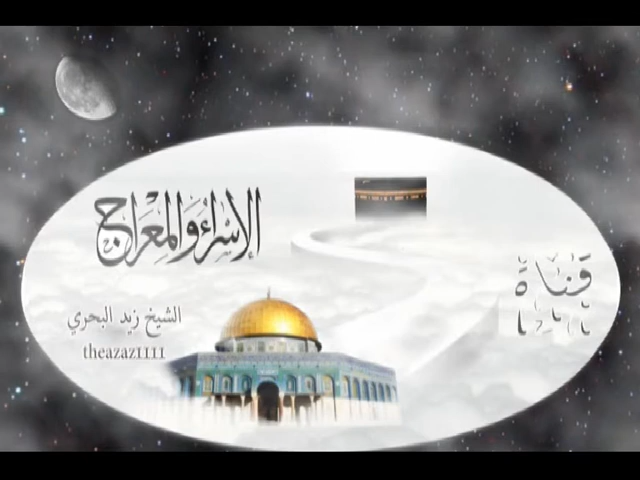 الإسراء والمعراج
الشيخ زيد البحري
theazaz1111
قناة